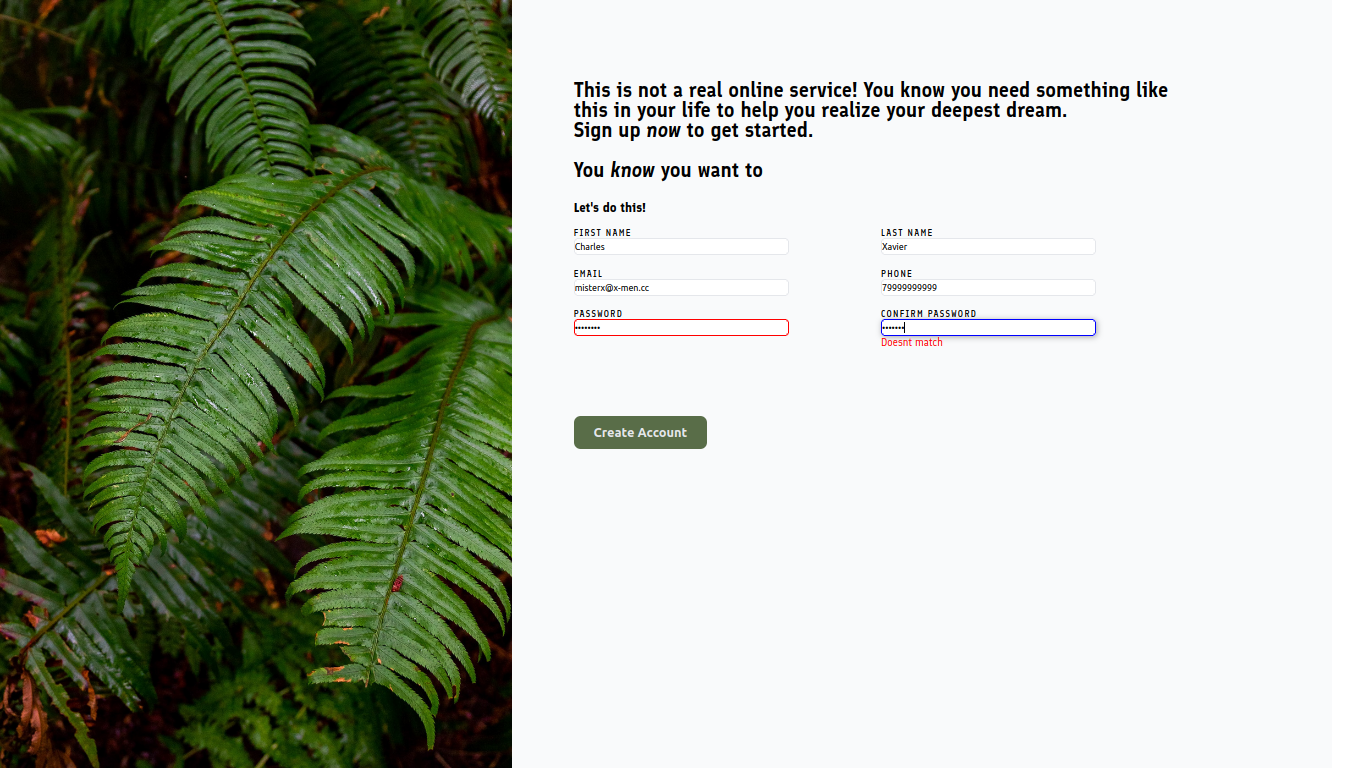 This is not a real online service! You know you need something like
this in your life to help you realize your deepest dream.
Sign up now to get started.
You know you want to
Let's do this!
FIRST NAME
LAST NAME
Charles
Xavier
EMAIL
PHONE
misterx@x-men.cc
79999999999
PASSWORD
CONFIRM PASSWORD
••••••••
•••••••
Doesnt match
Create Account